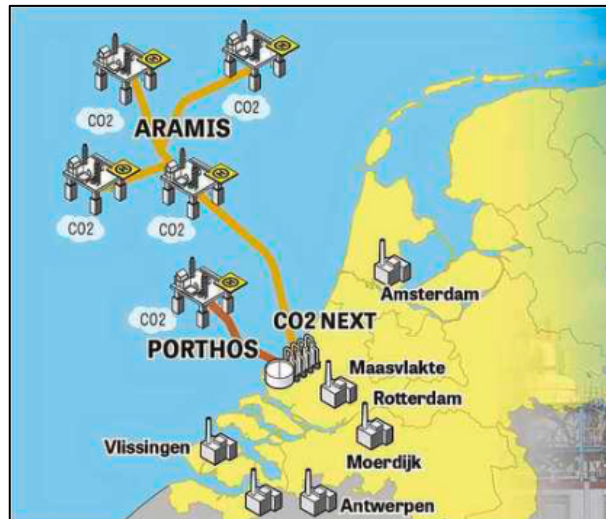 CO2
CO2
ARAMIS
CO2
CO2
CO2
PORTHOS
CO2 NEXT
Amsterdam
Maasvlakte
Rotterdam
Vlissingen
Moerdijk
Antwerpen